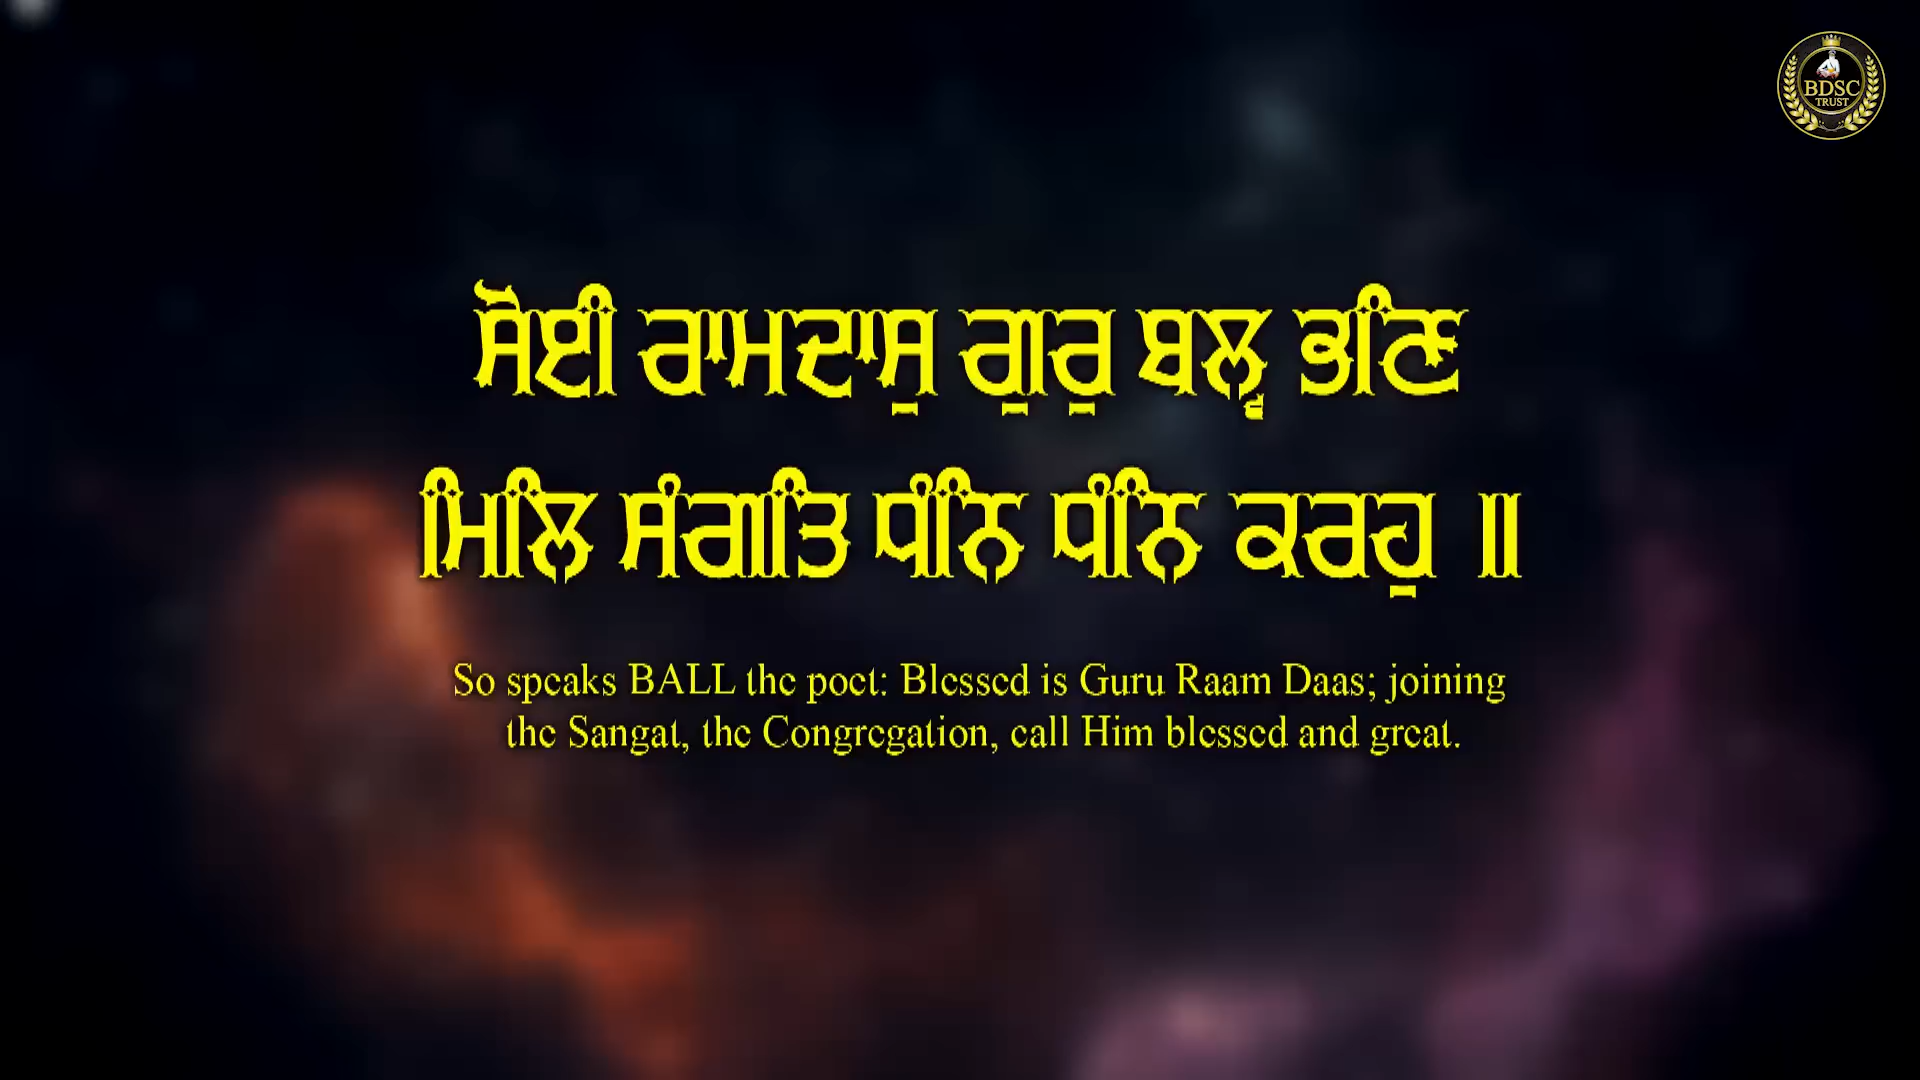 BDSC
TRUST
ਸੋਈ ਰਾਮਦਾਸੁ ਗੁਰੁ ਬਲ੍ਹ ਭਣਿ
ਮਿਲਿ ਸੰਗਤਿ ਧੰਨਿ ਧੰਨਿ ਕਰਹੁ ॥
So speaks BALL the poet: Blessed is Guru Raam Daas; joining
the Sangat, the Congregation, call Him blessed and great.